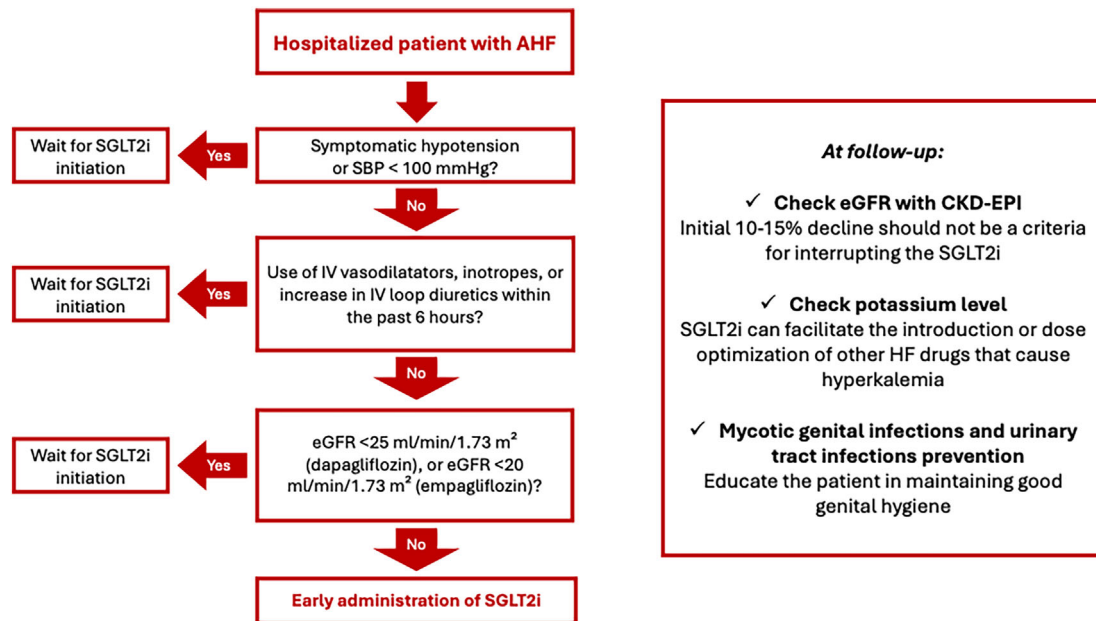 Hospitalized patient with AHF
Wait for SGLT2i
initiation
Yes
Symptomatic hypotension
or SBP < 100 mmHg?
No
Wait for SGLT2i
initiation
Yes
Use of IV vasodilatators, inotropes, or
increase in IV loop diuretics within
the past 6 hours?
No
Wait for SGLT2i
initiation
Yes
eGFR <25 ml/min/1.73 m²
(dapagliflozin), or eGFR <20
ml/min/1.73 m² (empagliflozin)?
No
Early administration of SGLT2i
At follow-up:
✓ Check eGFR with CKD-EPI
Initial 10-15% decline should not be a criteria
for interrupting the SGLT2i
✓ Check potassium level
SGLT2i can facilitate the introduction or dose
optimization of other HF drugs that cause
hyperkalemia
✓ Mycotic genital infections and urinary
tract infections prevention
Educate the patient in maintaining good
genital hygiene